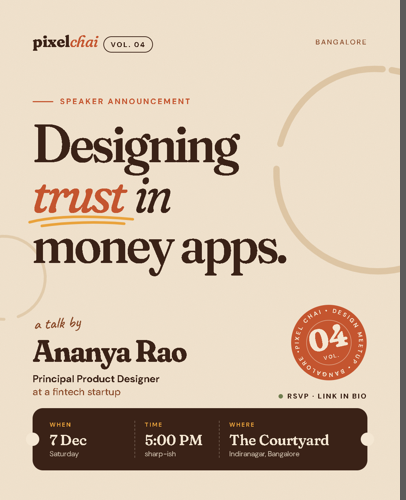 pixelchai VOL. 04
BANGALORE
SPEAKER ANNOUNCEMENT
Designing
trust in
money apps.
a talk by
Ananya Rao
Principal Product Designer
at a fintech startup
PIXEL CHAI • DESIGN MEETUP • BANGALORE •
04
VOL.
RSVP · LINK IN BIO
WHEN
7 Dec
Saturday
TIME
5:00 PM
sharp-ish
WHERE
The Courtyard
Indiranagar, Bangalore